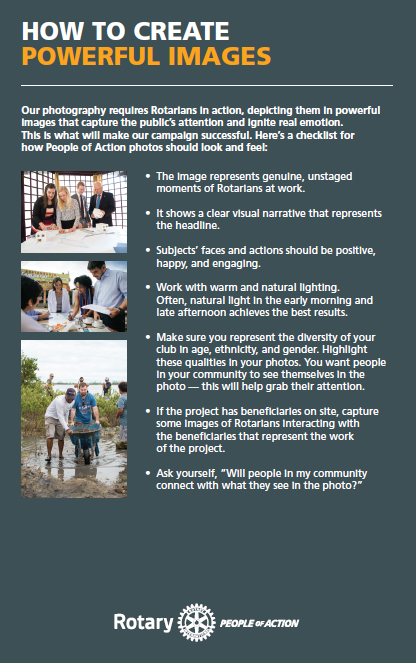 HOW TO CREATE
POWERFUL IMAGES
Our photography requires Rotarians in action, depicting them in powerful
images that capture the public's attention and ignite real emotion.
This is what will make our campaign successful. Here's a checklist for
how People of Action photos should look and feel:
• The image represents genuine, unstaged
moments of Rotarians at work.
• It shows a clear visual narrative that represents
the headline.
• Subjects' faces and actions should be positive,
happy, and engaging.
• Work with warm and natural lighting.
Often, natural light in the early morning and
late afternoon achieves the best results.
• Make sure you represent the diversity of your
club in age, ethnicity, and gender. Highlight
these qualities in your photos. You want people
in your community to see themselves in the
photo — this will help grab their attention.
• If the project has beneficiaries on site, capture
some images of Rotarians interacting with
the beneficiaries that represent the work
of the project.
• Ask yourself, "Will people in my community
connect with what they see in the photo?"
Rotary PEOPLE OF ACTION